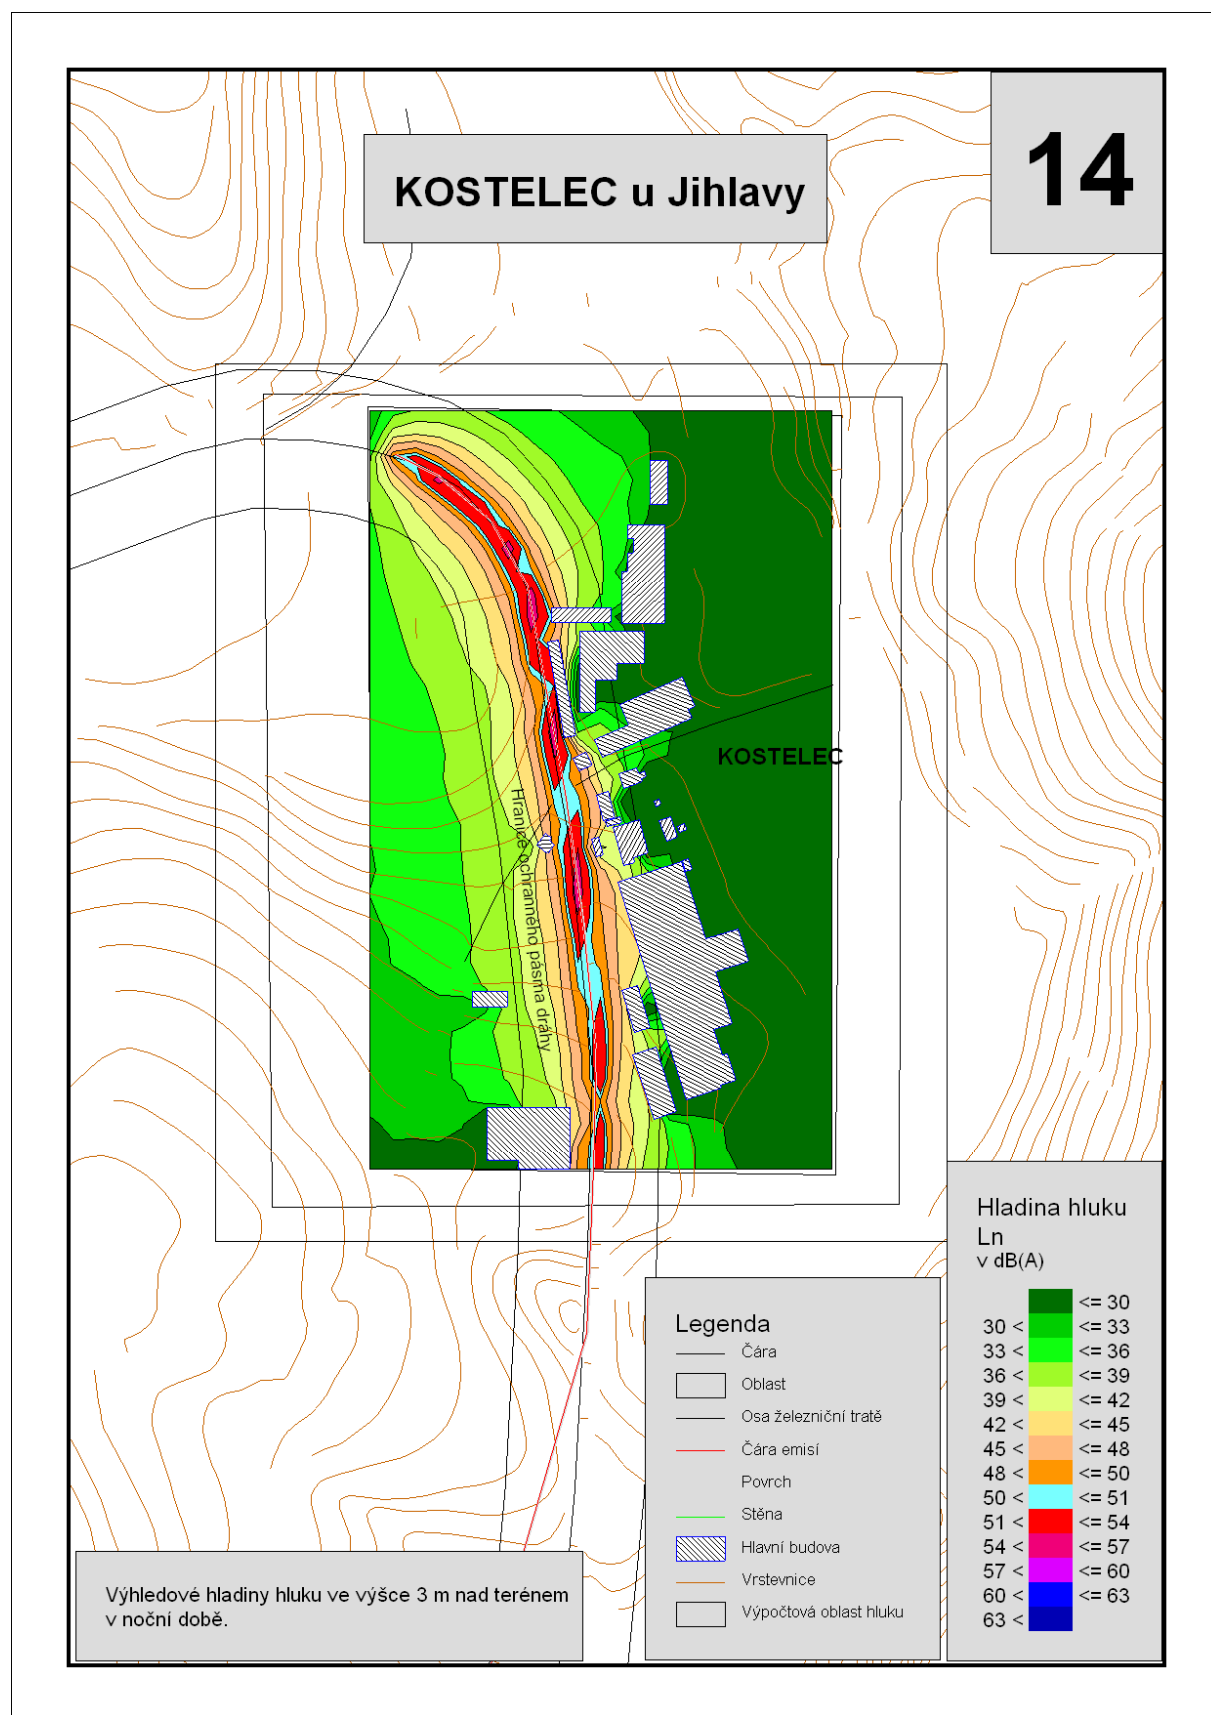 14
KOSTELEC u Jihlavy
KOSTELEC
Hranice ochranného pásma dráhy
Hladina hluku
Ln
v dB(A)
<= 30
30 < <= 33
33 < <= 36
36 < <= 39
39 < <= 42
42 < <= 45
45 < <= 48
48 < <= 50
50 < <= 51
51 < <= 54
54 < <= 57
57 < <= 60
60 < <= 63
63 <
Legenda
Čára
Oblast
Osa železniční tratě
Čára emisí
Povrch
Stěna
Hlavní budova
Vrstevnice
Výpočtová oblast hluku
Výhledové hladiny hluku ve výšce 3 m nad terénem
v noční době.